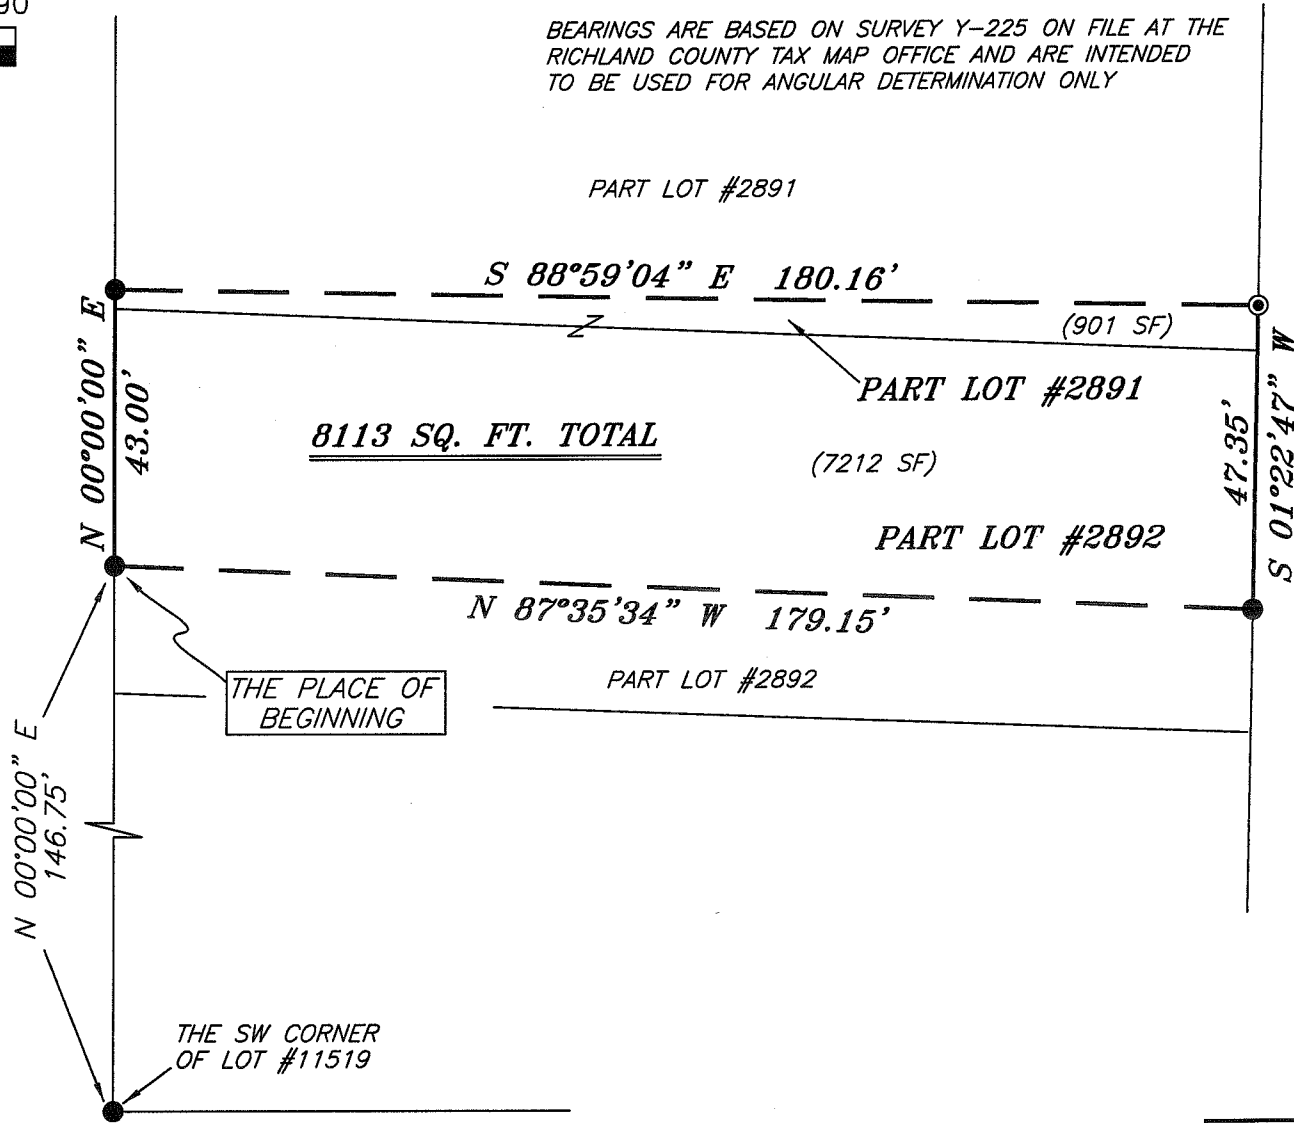 BEARINGS ARE BASED ON SURVEY Y-225 ON FILE AT THE
RICHLAND COUNTY TAX MAP OFFICE AND ARE INTENDED
TO BE USED FOR ANGULAR DETERMINATION ONLY
PART LOT #2891
S 88°59'04" E 180.16'
(901 SF)
N 00°00'00" E
43.00'
PART LOT #2891
8113 SQ. FT. TOTAL
(7212 SF)
47.35'
S 01°22'47" W
PART LOT #2892
N 87°35'34" W 179.15'
THE PLACE OF
BEGINNING
PART LOT #2892
N 00°00'00" E
146.75'
THE SW CORNER
OF LOT #11519